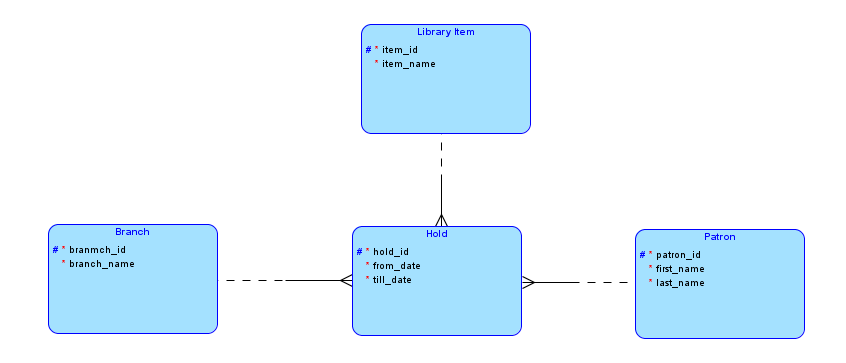 Library Item
# * item_id
* item_name
Branch
# * branmch_id
* branch_name
Hold
# * hold_id
* from_date
* till_date
Patron
# * patron_id
* first_name
* last_name